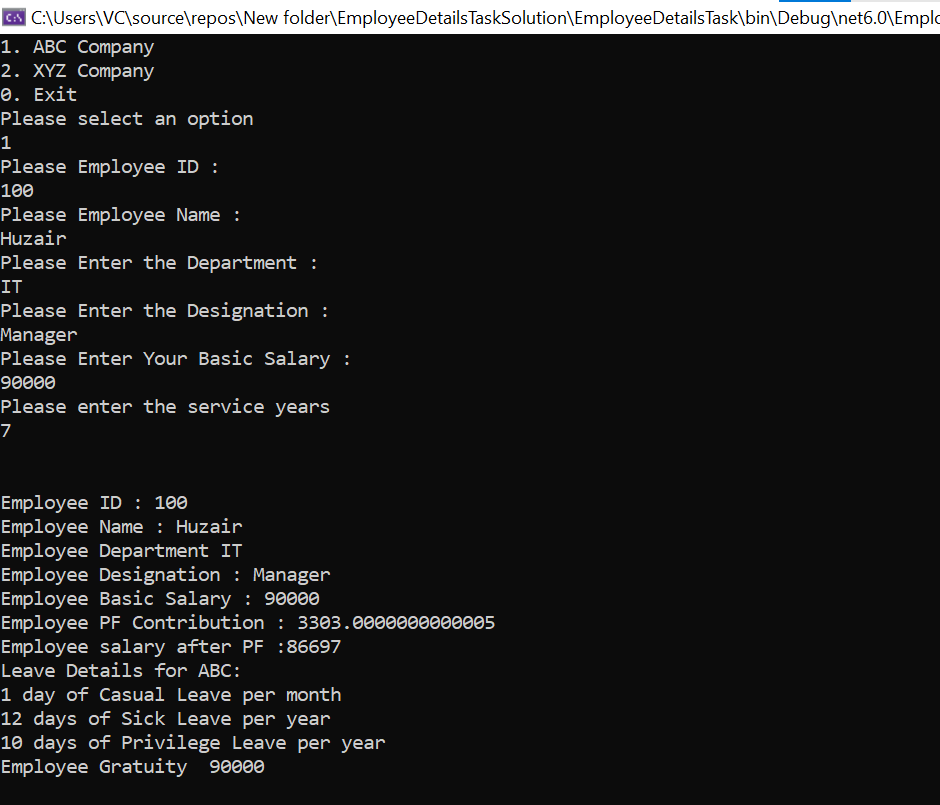 C:\Users\VC\source\repos\New folder\EmployeeDetailsTaskSolution\EmployeeDetailsTask\bin\Debug\net6.0\Emplo
1. ABC Company
2. XYZ Company
0. Exit
Please select an option
1
Please Employee ID :
100
Please Employee Name :
Huzair
Please Enter the Department :
IT
Please Enter the Designation :
Manager
Please Enter Your Basic Salary :
90000
Please enter the service years
7
Employee ID : 100
Employee Name : Huzair
Employee Department IT
Employee Designation : Manager
Employee Basic Salary : 90000
Employee PF Contribution : 3303.0000000000005
Employee salary after PF :86697
Leave Details for ABC:
1 day of Casual Leave per month
12 days of Sick Leave per year
10 days of Privilege Leave per year
Employee Gratuity  90000